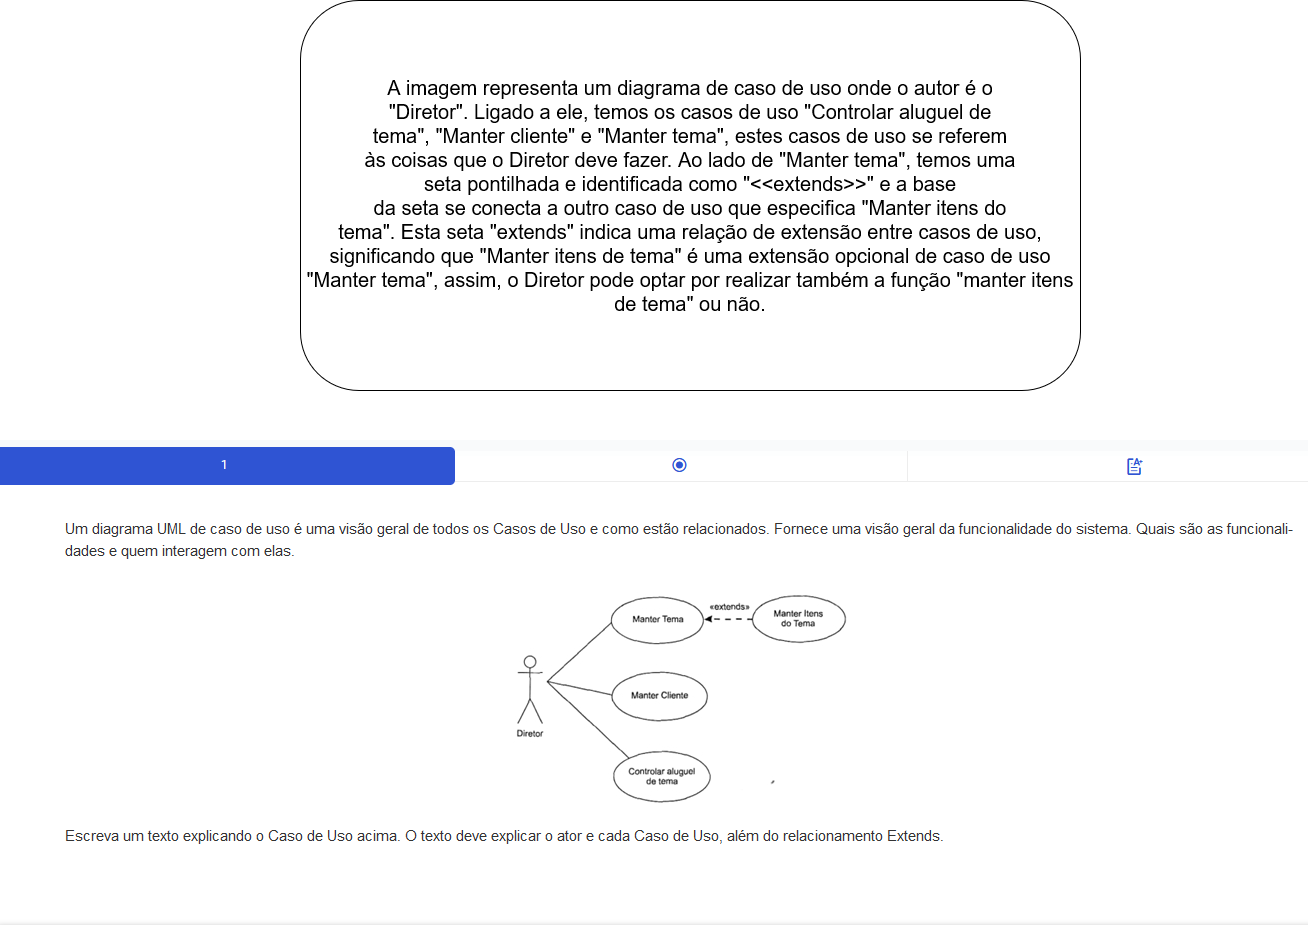 A imagem representa um diagrama de caso de uso onde o autor é o
"Diretor". Ligado a ele, temos os casos de uso "Controlar aluguel de
tema", "Manter cliente" e "Manter tema", estes casos de uso se referem
às coisas que o Diretor deve fazer. Ao lado de "Manter tema", temos uma
seta pontilhada e identificada como "<<extends>>" e a base
da seta se conecta a outro caso de uso que especifica "Manter itens do
tema". Esta seta "extends" indica uma relação de extensão entre casos de uso,
significando que "Manter itens de tema" é uma extensão opcional de caso de uso
"Manter tema", assim, o Diretor pode optar por realizar também a função "manter itens
de tema" ou não.
1
Um diagrama UML de caso de uso é uma visão geral de todos os Casos de Uso e como estão relacionados. Fornece uma visão geral da funcionalidade do sistema. Quais são as funcionali-
dades e quem interagem com elas.
Manter Tema
«extends»
Manter Itens
do Tema
Manter Cliente
Diretor
Controlar aluguel
de tema
Escreva um texto explicando o Caso de Uso acima. O texto deve explicar o ator e cada Caso de Uso, além do relacionamento Extends.